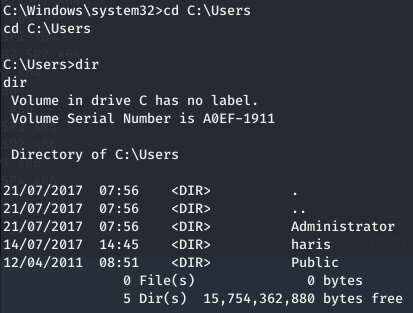 C:\Windows\system32>cd C:\Users
cd C:\Users
C:\Users>dir
dir
Volume in drive C has no label.
Volume Serial Number is A0EF-1911
Directory of C:\Users
21/07/2017 07:56 <DIR> .
21/07/2017 07:56 <DIR> ..
21/07/2017 07:56 <DIR> Administrator
14/07/2017 14:45 <DIR> haris
12/04/2011 08:51 <DIR> Public
0 File(s) 0 bytes
5 Dir(s) 15,754,362,880 bytes free